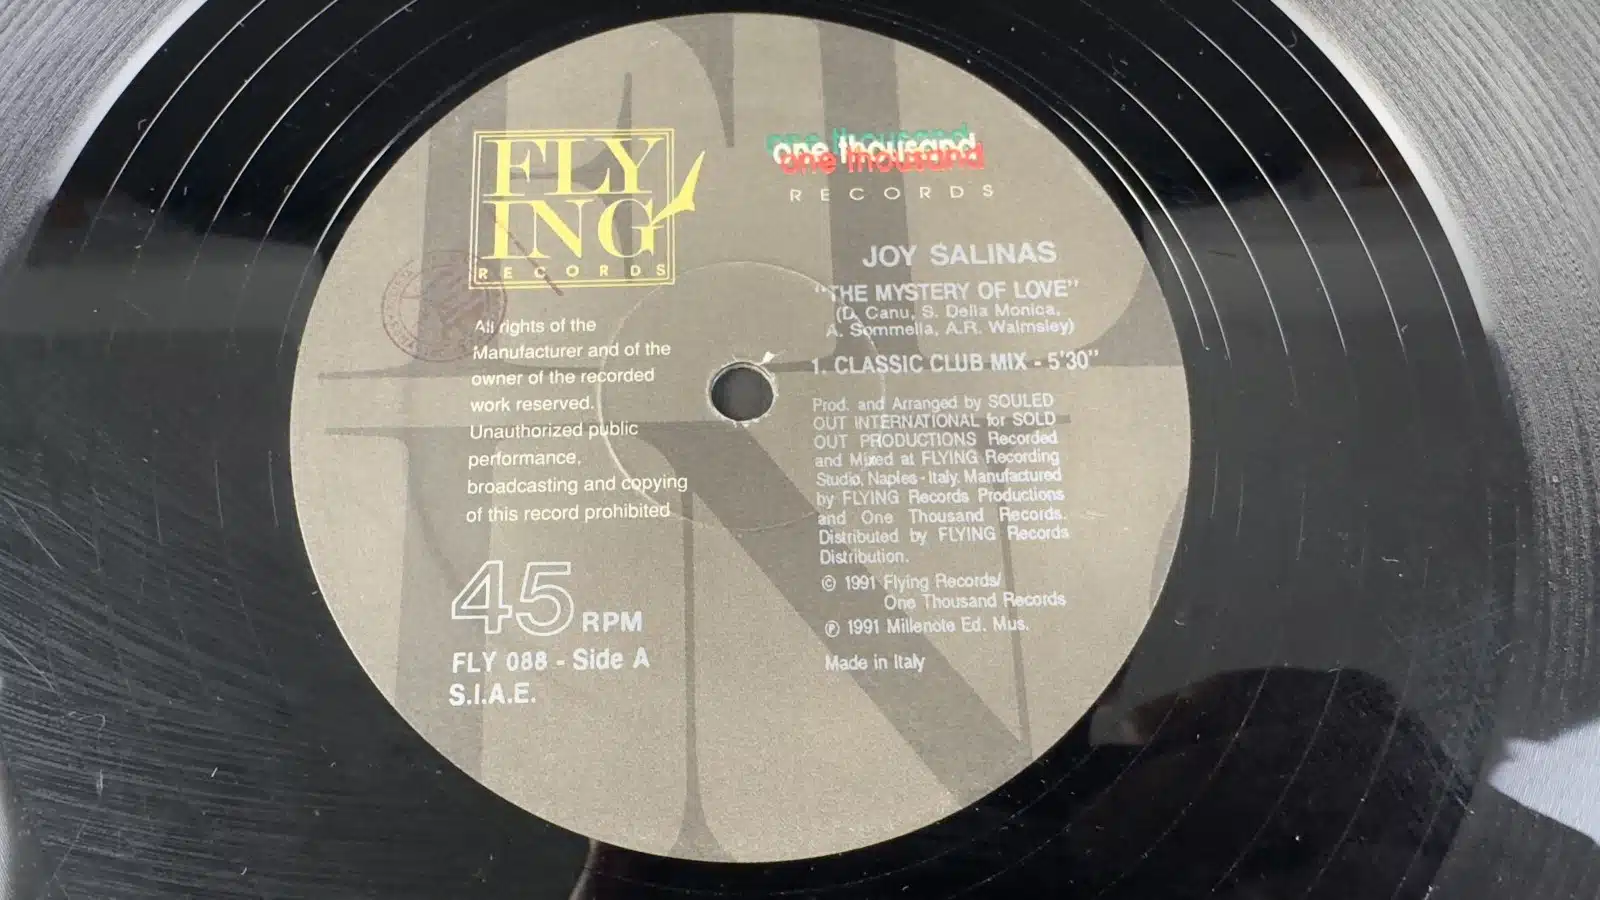 FLY
ING
RECORDS
All rights of the
Manufacturer and of the
owner of the recorded
work reserved.
Unauthorized public
performance,
broadcasting and copying
of this record prohibited
45 RPM
FLY 088 - Side A
S.I.A.E.
one thousand
one thousand
one thousand
RECORDS
JOY SALINAS
"THE MYSTERY OF LOVE"
(D. Canu, S. Della Monica,
A. Sommella, A.R. Walmsley)
1. CLASSIC CLUB MIX - 5'30"
Prod. and Arranged by SOULED
OUT INTERNATIONAL for SOLD
OUT PRODUCTIONS Recorded
and Mixed at FLYING Recording
Studio, Naples - Italy. Manufactured
by FLYING Records Productions
and One Thousand Records.
Distributed by FLYING Records
Distribution.
© 1991 Flying Records/
One Thousand Records
℗ 1991 Millenote Ed. Mus.
Made in Italy